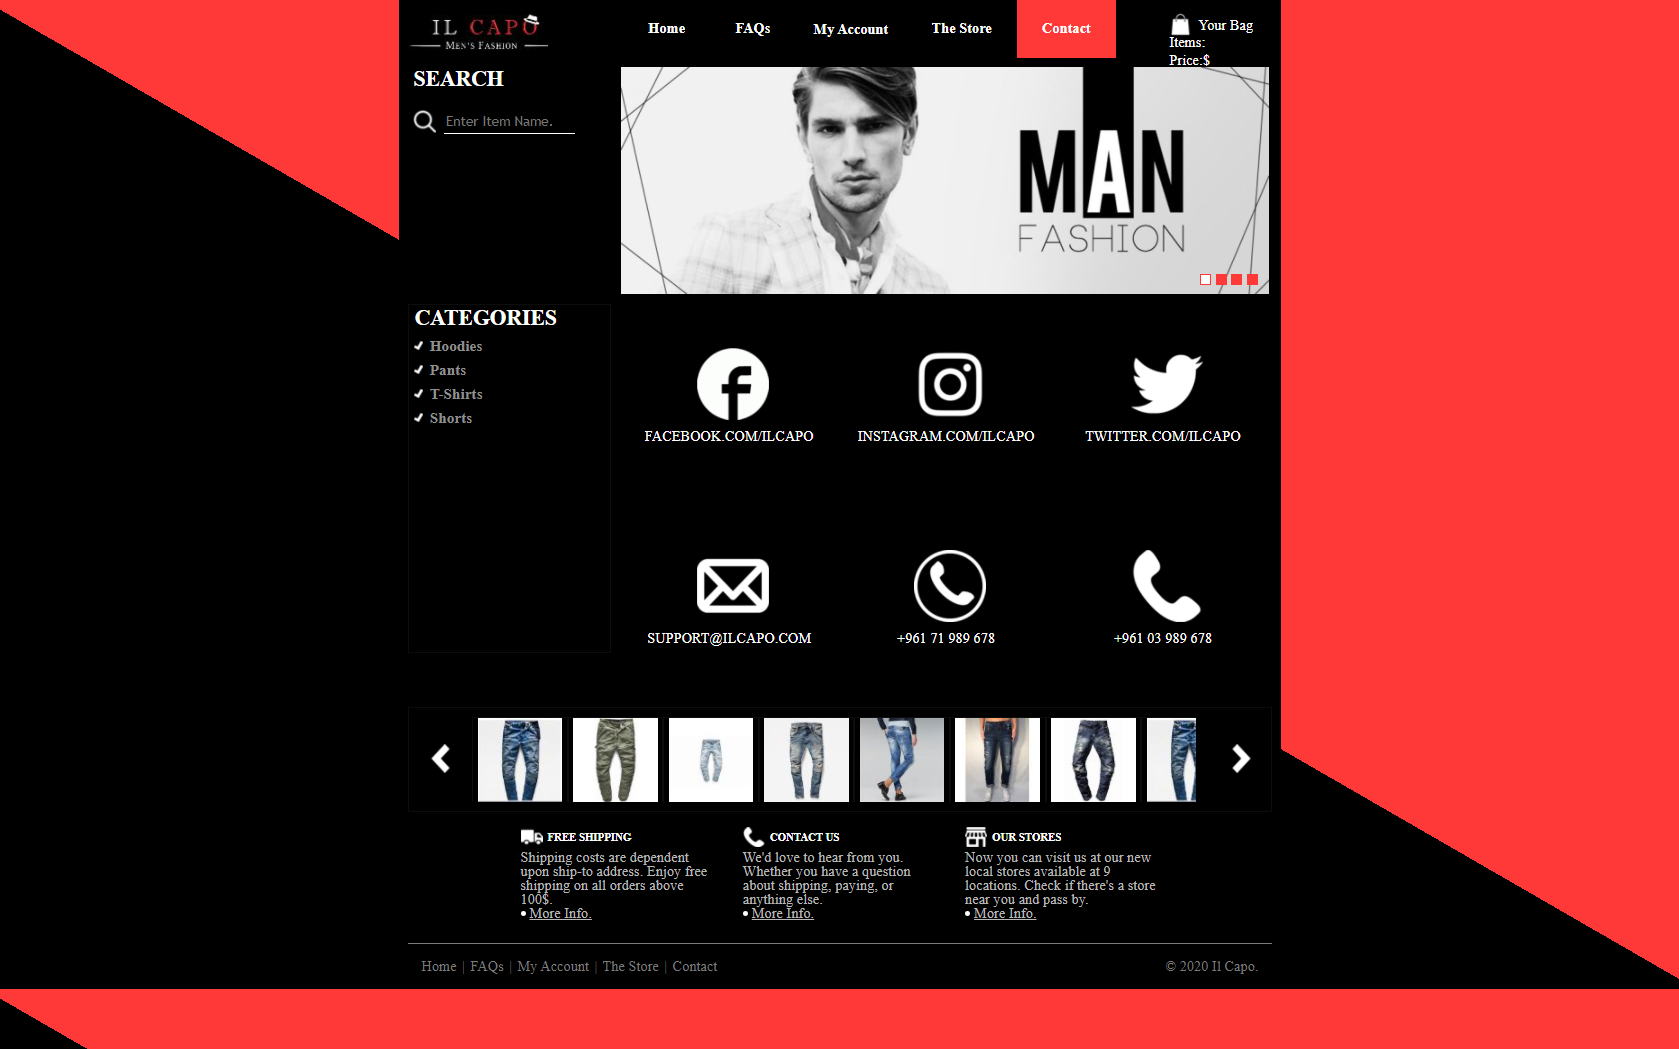 IL CAPO
MEN'S FASHION
Home
FAQs
My Account
The Store
Contact
Your Bag
Items:
Price:$
SEARCH
Enter Item Name.
MAN
FASHION
CATEGORIES
Hoodies
Pants
T-Shirts
Shorts
FACEBOOK.COM/ILCAPO
INSTAGRAM.COM/ILCAPO
TWITTER.COM/ILCAPO
SUPPORT@ILCAPO.COM
+961 71 989 678
+961 03 989 678
FREE SHIPPING
Shipping costs are dependent
upon ship-to address. Enjoy free
shipping on all orders above
100$.
More Info.
CONTACT US
We'd love to hear from you.
Whether you have a question
about shipping, paying, or
anything else.
More Info.
OUR STORES
Now you can visit us at our new
local stores available at 9
locations. Check if there's a store
near you and pass by.
More Info.
Home | FAQs | My Account | The Store | Contact
© 2020 Il Capo.